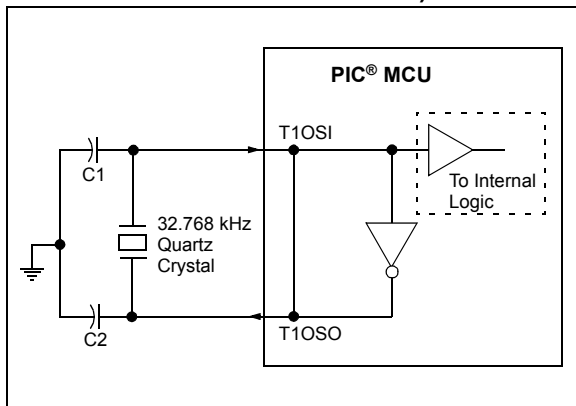 PIC® MCU
T1OSI
C1
To Internal
Logic
32.768 kHz
Quartz
Crystal
T1OSO
C2